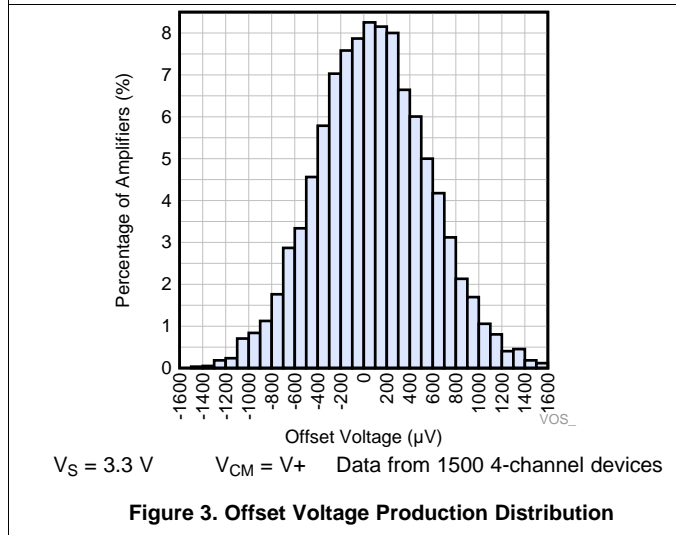 Percentage of Amplifiers (%)
8
7
6
5
4
3
2
1
0
-1600 -1400 -1200 -1000 -800 -600 -400 -200 0 200 400 600 800 1000 1200 1400 1600
VOS_
Offset Voltage (µV)
VS = 3.3 V VCM = V+ Data from 1500 4-channel devices
Figure 3. Offset Voltage Production Distribution